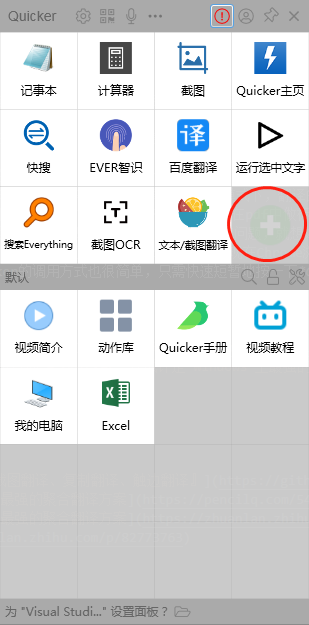 Quicker
记事本 计算器 截图 Quicker主页
快搜 EVER智识 百度翻译 运行选中文字
搜索Everything 截图OCR 文本/截图翻译
默认
视频简介 动作库 Quicker手册 视频教程
我的电脑 Excel
为 "Visual Studi..." 设置面板？